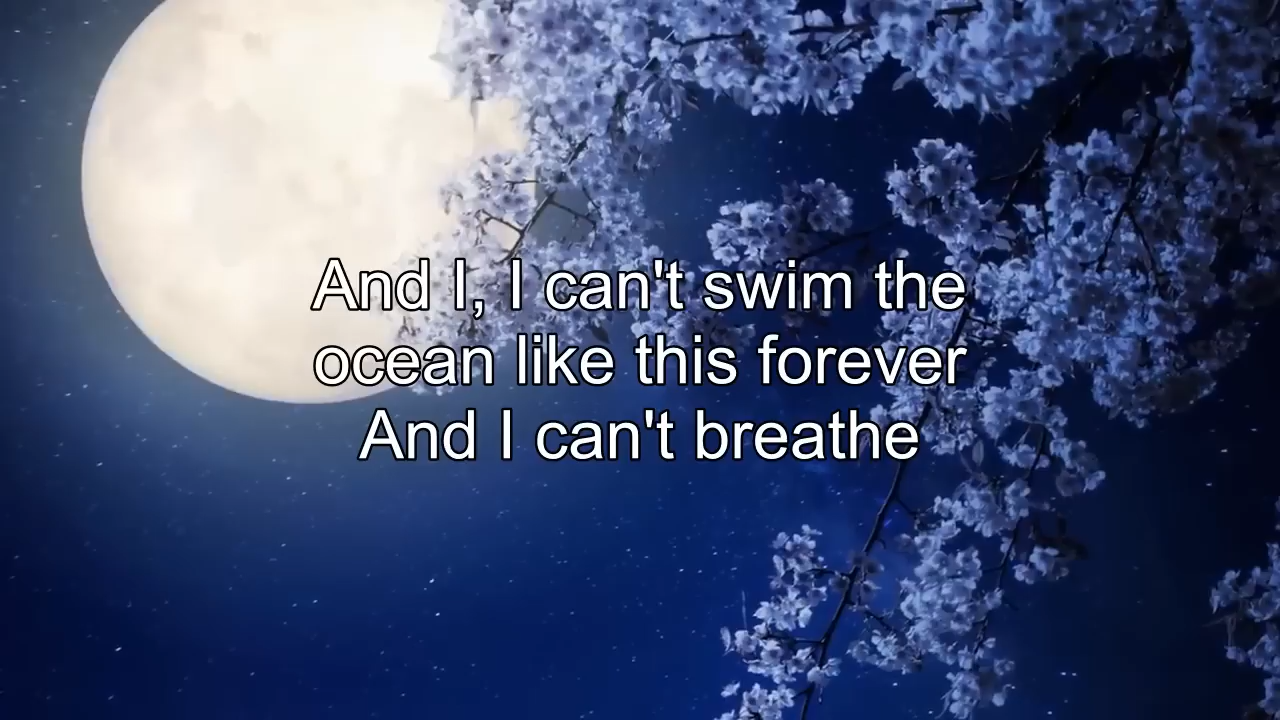 And I, I can't swim the
ocean like this forever
And I can't breathe